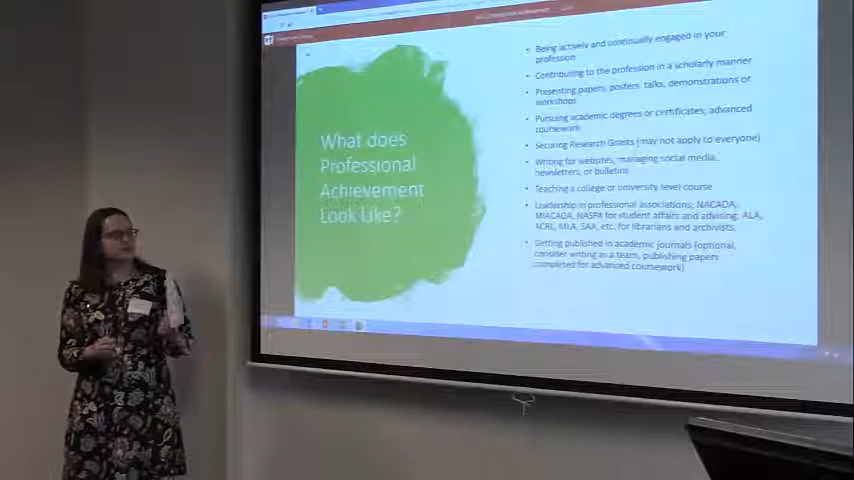 What does
Professional
Achievement
Look Like?
• Being actively and continually engaged in your
profession
• Contributing to the profession in a scholarly manner
• Presenting papers, posters, talks, demonstrations or
workshops
• Pursuing academic degrees or certificates, advanced
coursework
• Securing Research Grants (may not apply to everyone)
• Writing for websites, managing social media,
newsletters, or bulletins
• Teaching a college or university level course
• Leadership in professional associations; NACADA,
MIACADA, NASPA for student affairs and advising; ALA,
ACRL, MLA, SAA, etc. for librarians and archivists.
• Getting published in academic journals (optional,
consider writing as a team, publishing papers
completed for advanced coursework)